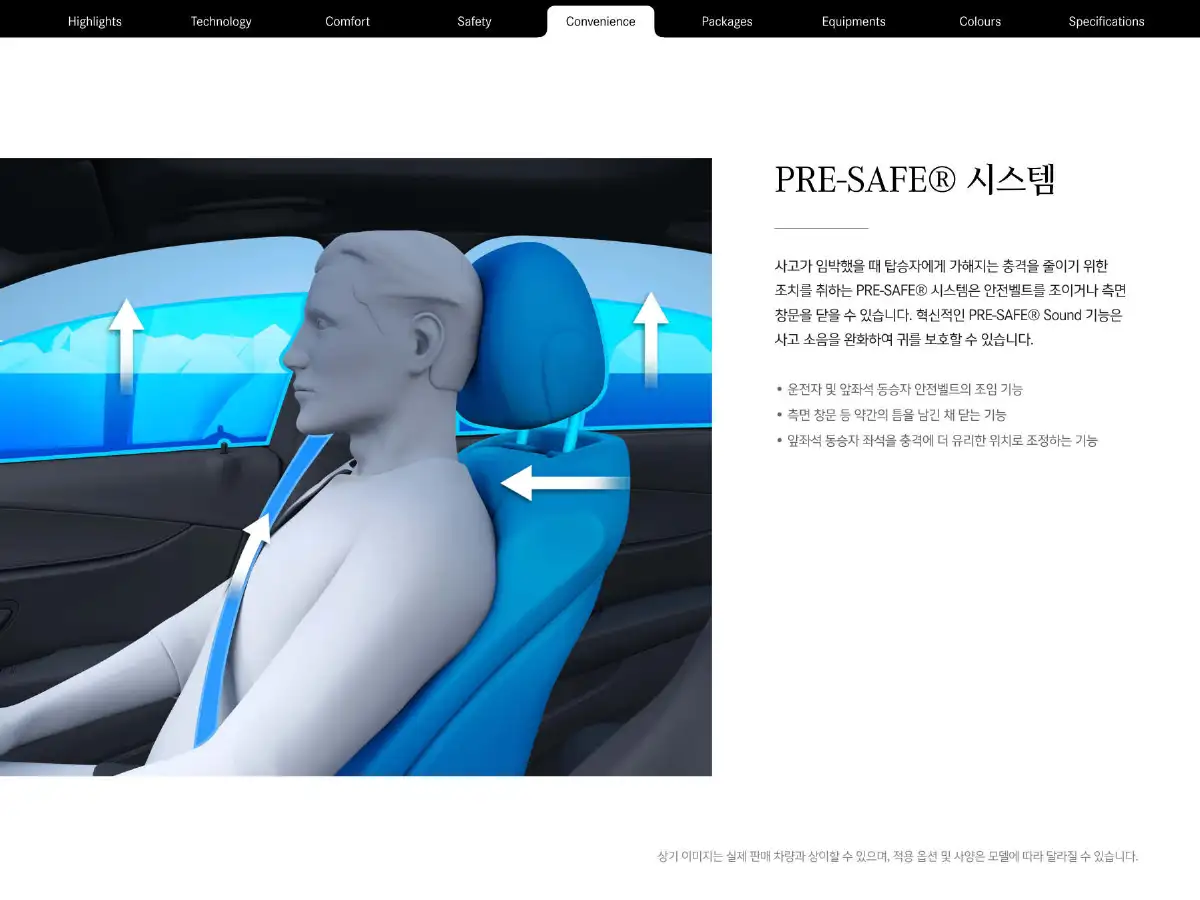 Highlights
Technology
Comfort
Safety
Convenience
Packages
Equipments
Colours
Specifications
PRE-SAFE® 시스템
사고가 임박했을 때 탑승자에게 가해지는 충격을 줄이기 위한
조치를 취하는 PRE-SAFE® 시스템은 안전벨트를 조이거나 측면
창문을 닫을 수 있습니다. 혁신적인 PRE-SAFE® Sound 기능은
사고 소음을 완화하여 귀를 보호할 수 있습니다.
• 운전자 및 앞좌석 동승자 안전벨트의 조임 기능
• 측면 창문 등 약간의 틈을 남긴 채 닫는 기능
• 앞좌석 동승자 좌석을 충격에 더 유리한 위치로 조정하는 기능
상기 이미지는 실제 판매 차량과 상이할 수 있으며, 적용 옵션 및 사양은 모델에 따라 달라질 수 있습니다.